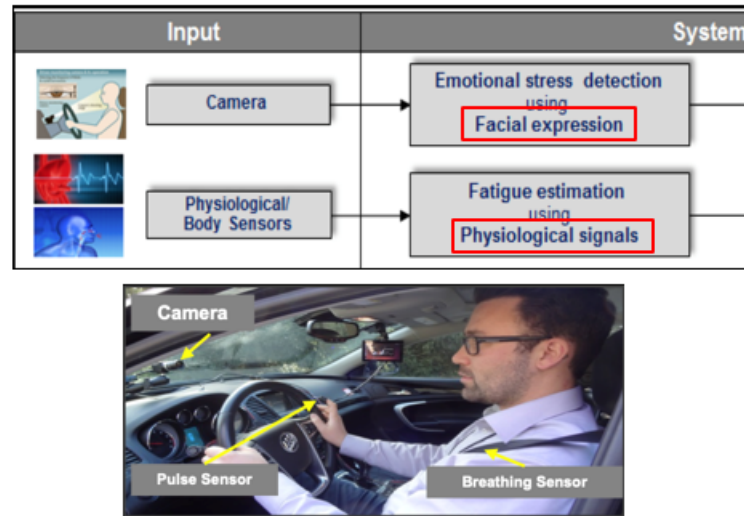 Input
System
Camera
Emotional stress detection
using
Facial expression
Physiological/
Body Sensors
Fatigue estimation
using
Physiological signals
Camera
Pulse Sensor
Breathing Sensor